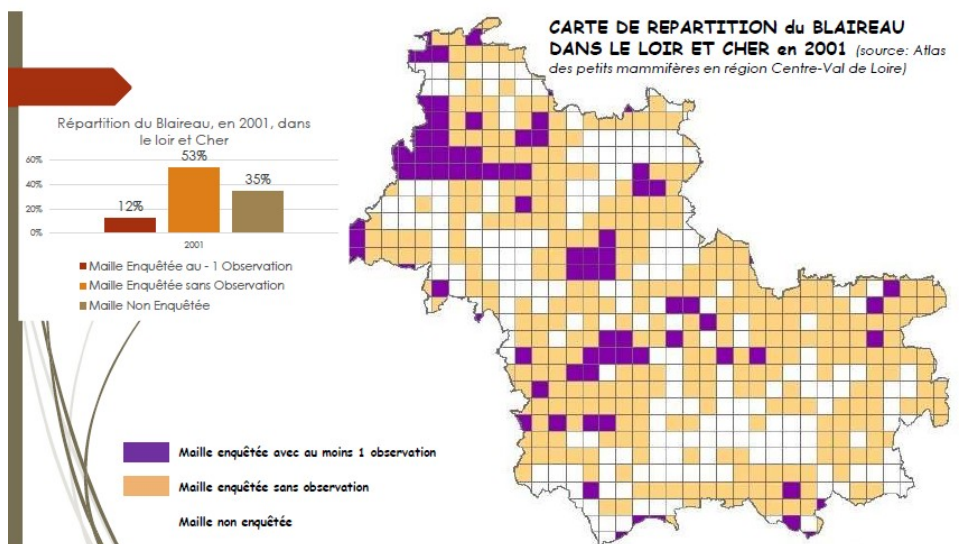 CARTE DE REPARTITION du BLAIREAU
DANS LE LOIR ET CHER en 2001 (source: Atlas
des petits mammifères en région Centre-Val de Loire)
Répartition du Blaireau, en 2001, dans
le loir et Cher
60%
40%
20%
0%
12%
53%
35%
2001
Maille Enquêtée au - 1 Observation
Maille Enquêtée sans Observation
Maille Non Enquêtée
Maille enquêtée avec au moins 1 observation
Maille enquêtée sans observation
Maille non enquêtée